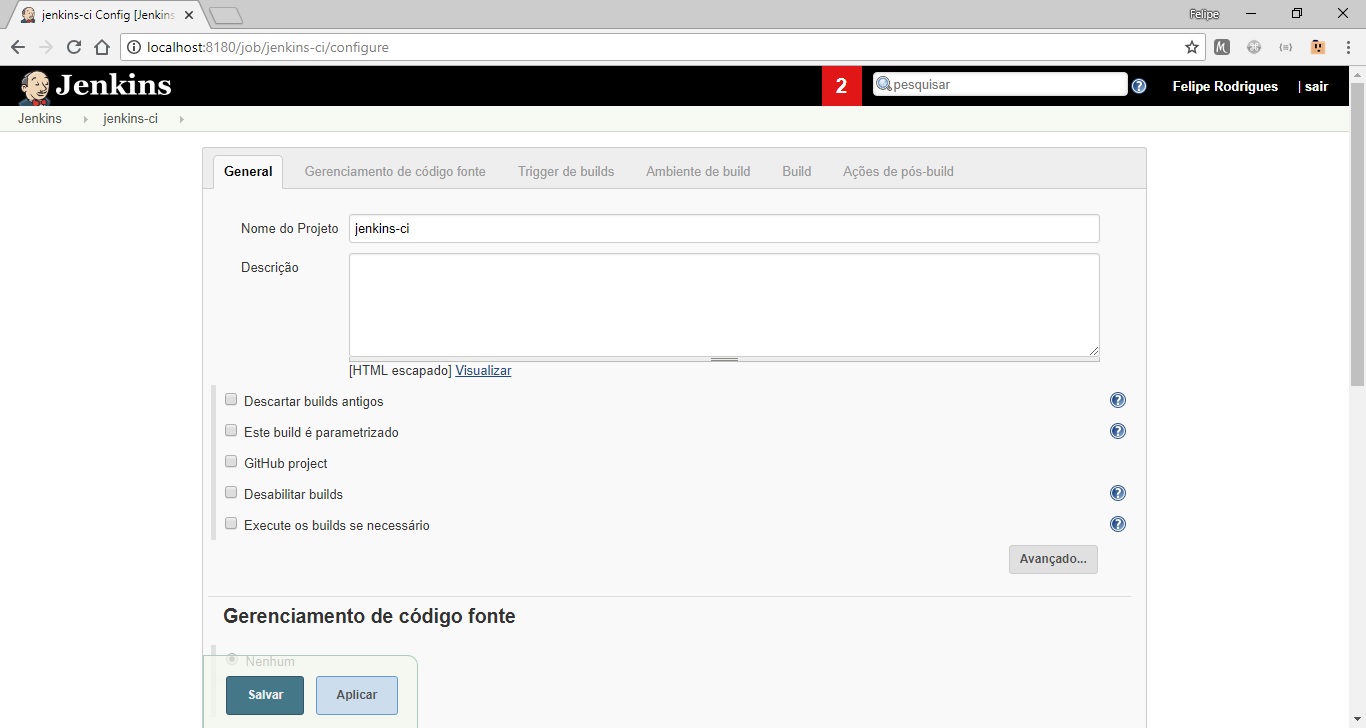 jenkins-ci Config [Jenkins
Felipe
localhost:8180/job/jenkins-ci/configure
Jenkins
2
pesquisar
Felipe Rodrigues
| sair
Jenkins
jenkins-ci
General
Gerenciamento de código fonte
Trigger de builds
Ambiente de build
Build
Ações de pós-build
Nome do Projeto
jenkins-ci
Descrição
[HTML escapado] Visualizar
Descartar builds antigos
Este build é parametrizado
GitHub project
Desabilitar builds
Execute os builds se necessário
Avançado...
Gerenciamento de código fonte
Nenhum
Salvar
Aplicar